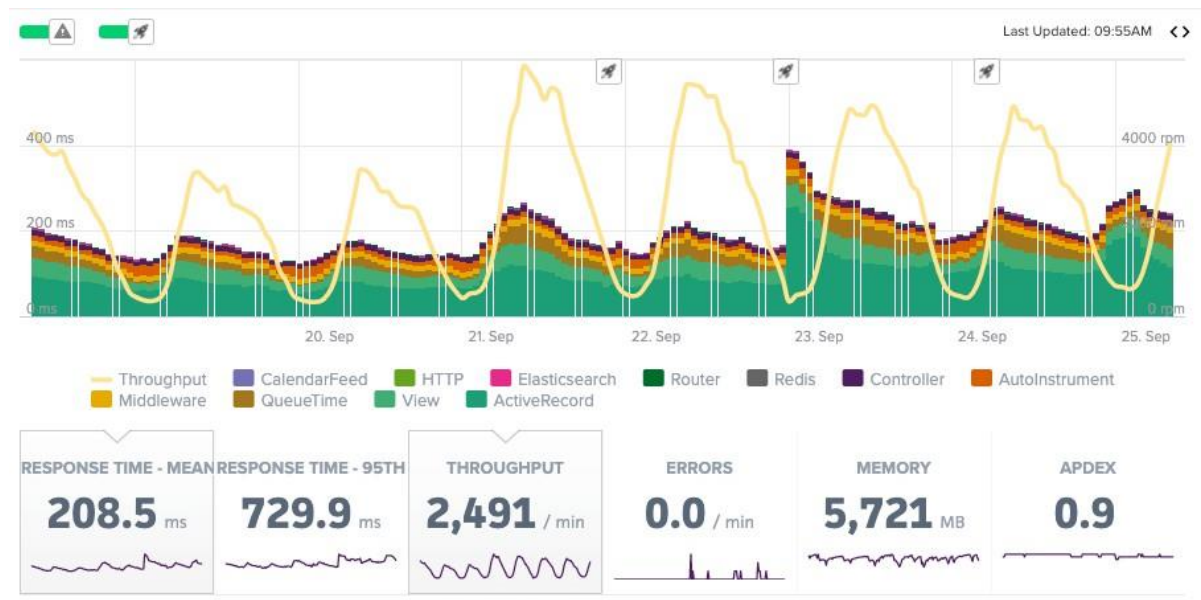 Last Updated: 09:55AM
400 ms
4000 rpm
200 ms
0 ms
0 rpm
20. Sep 21. Sep 22. Sep 23. Sep 24. Sep 25. Sep
Throughput CalendarFeed HTTP Elasticsearch Router Redis Controller AutoInstrument
Middleware QueueTime View ActiveRecord
RESPONSE TIME - MEAN RESPONSE TIME - 95TH THROUGHPUT ERRORS MEMORY APDEX
208.5 ms 729.9 ms 2,491 / min 0.0 / min 5,721 MB 0.9